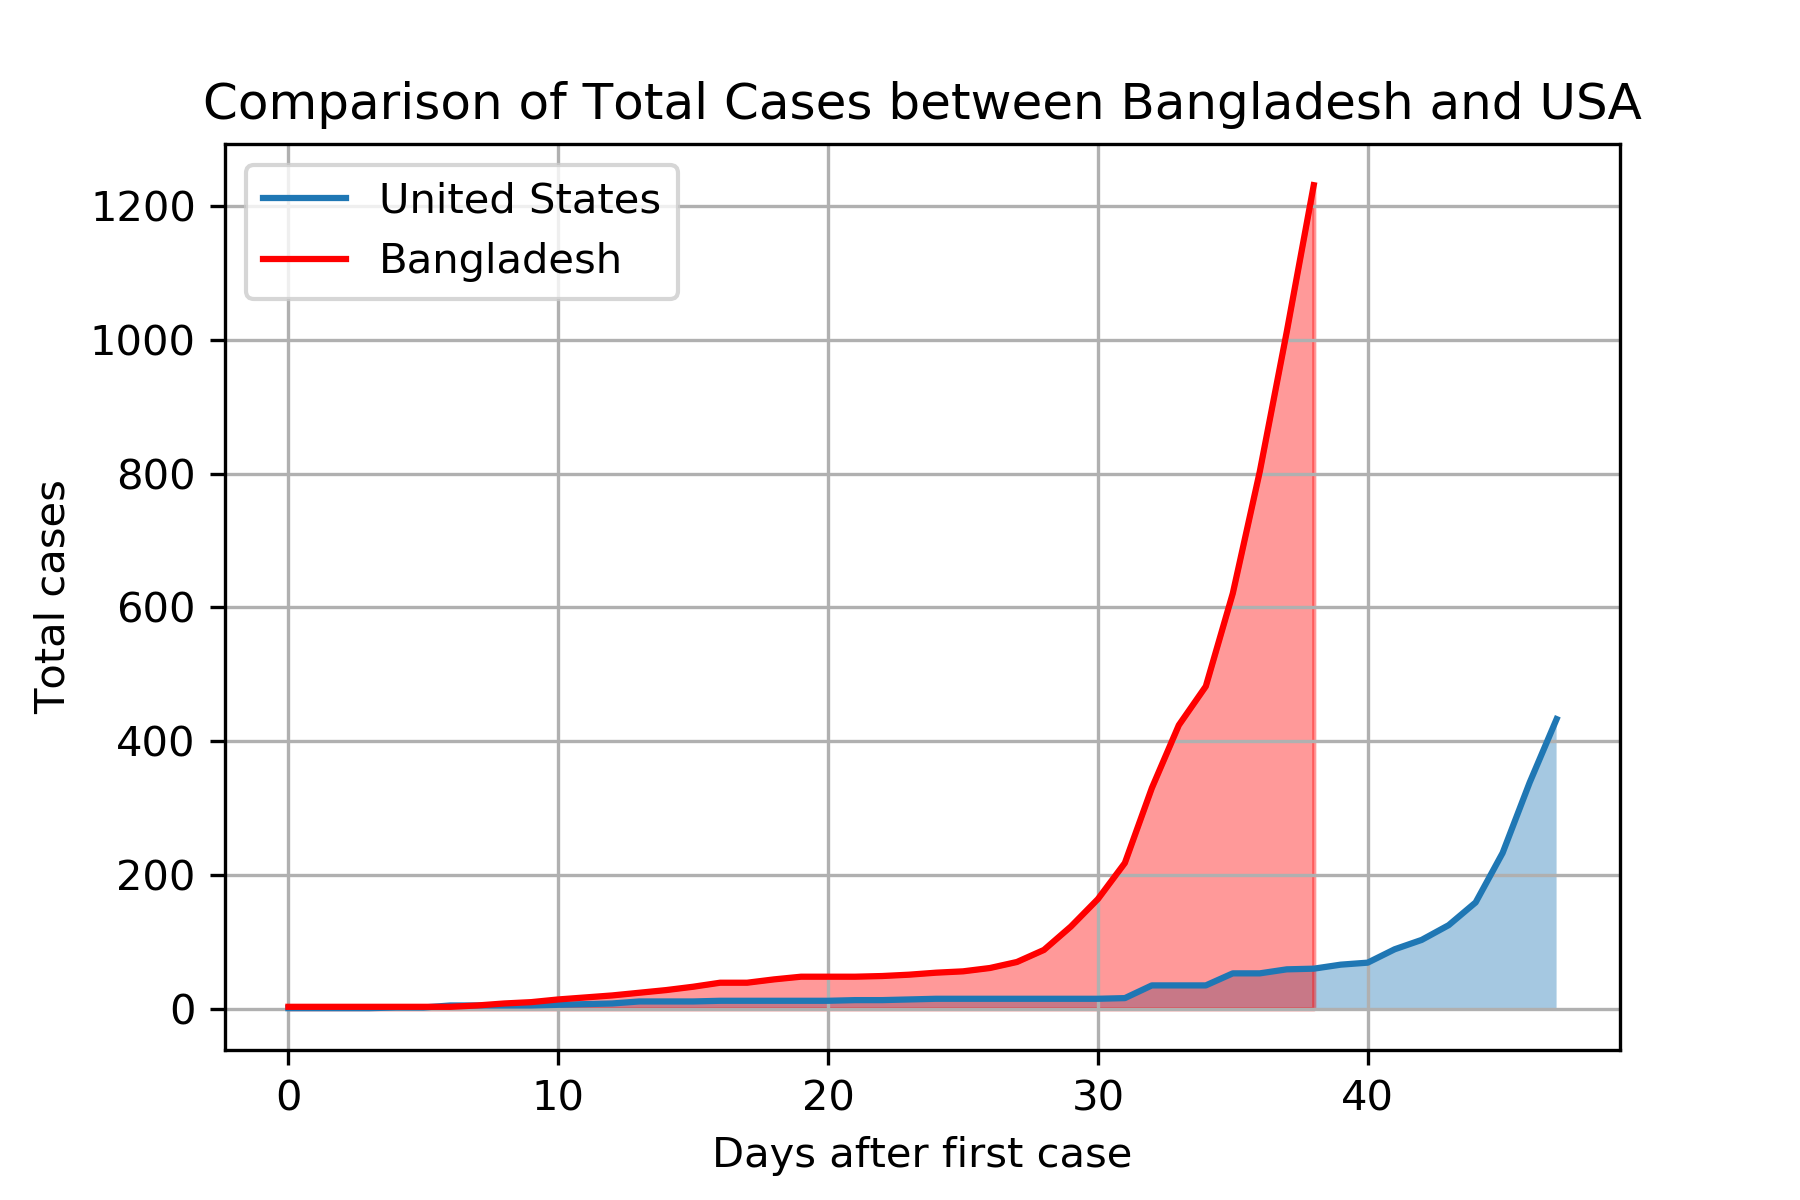 Comparison of Total Cases between Bangladesh and USA
United States
Bangladesh
1200
1000
800
600
400
200
0
Total cases
0 10 20 30 40
Days after first case